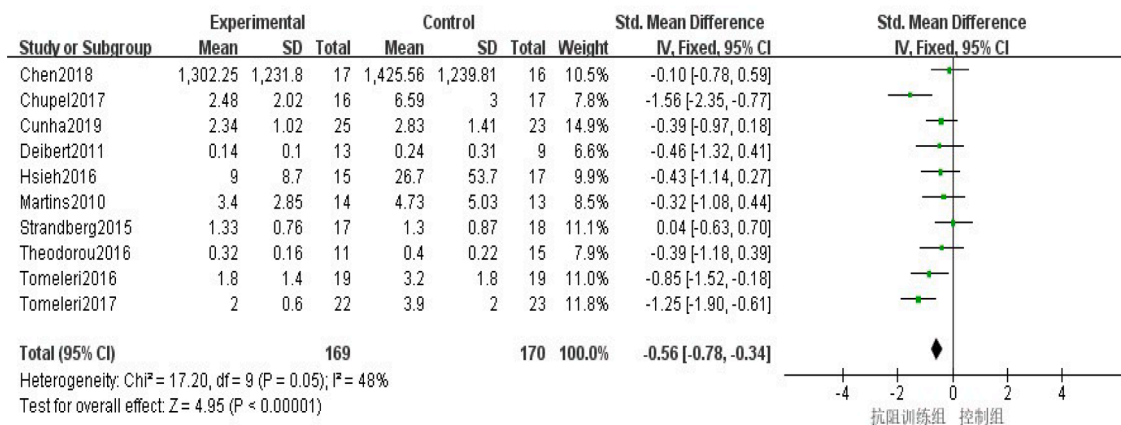 Experimental Control Std. Mean Difference Std. Mean Difference
Study or Subgroup Mean SD Total Mean SD Total Weight IV, Fixed, 95% CI IV, Fixed, 95% CI
Chen2018 1,302.25 1,231.8 17 1,425.56 1,239.81 16 10.5% -0.10 [-0.78, 0.59]
Chupel2017 2.48 2.02 16 6.59 3 17 7.8% -1.56 [-2.35, -0.77]
Cunha2019 2.34 1.02 25 2.83 1.41 23 14.9% -0.39 [-0.97, 0.18]
Deibert2011 0.14 0.1 13 0.24 0.31 9 6.6% -0.46 [-1.32, 0.41]
Hsieh2016 9 8.7 15 26.7 53.7 17 9.9% -0.43 [-1.14, 0.27]
Martins2010 3.4 2.85 14 4.73 5.03 13 8.5% -0.32 [-1.08, 0.44]
Strandberg2015 1.33 0.76 17 1.3 0.87 18 11.1% 0.04 [-0.63, 0.70]
Theodorou2016 0.32 0.16 11 0.4 0.22 15 7.9% -0.39 [-1.18, 0.39]
Tomeleri2016 1.8 1.4 19 3.2 1.8 19 11.0% -0.85 [-1.52, -0.18]
Tomeleri2017 2 0.6 22 3.9 2 23 11.8% -1.25 [-1.90, -0.61]
Total (95% CI) 169 170 100.0% -0.56 [-0.78, -0.34]
Heterogeneity: Chi² = 17.20, df = 9 (P = 0.05); I² = 48%
Test for overall effect: Z = 4.95 (P < 0.00001)
-4 -2 0 2 4
抗阻训练组 控制组